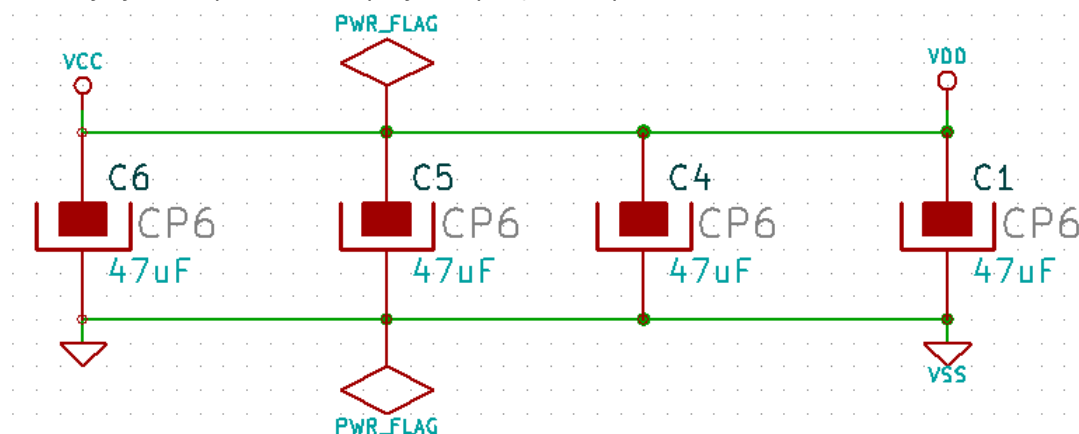 PWR_FLAG
VCC
VDD
C6
C5
C4
C1
CP6
CP6
CP6
CP6
47uF
47uF
47uF
47uF
VSS
PWR_FLAG